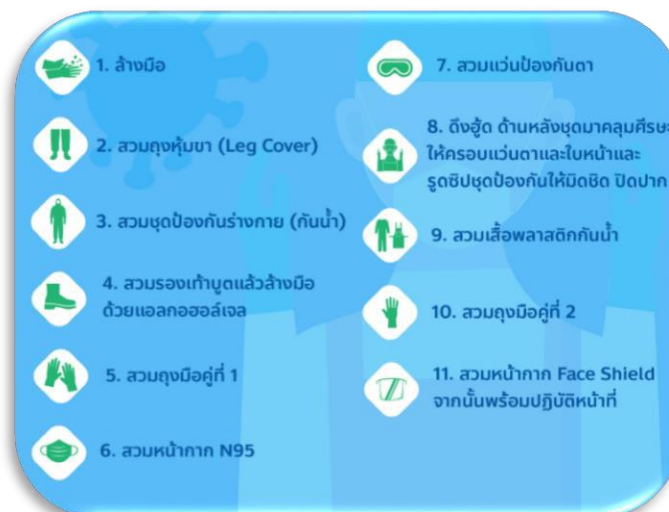 1. ล้างมือ
2. สวมถุงหุ้มขา (Leg Cover)
3. สวมชุดป้องกันร่างกาย (กันน้ำ)
4. สวมรองเท้าบูตแล้วล้างมือ
ด้วยแอลกอฮอล์เจล
5. สวมถุงมือคู่ที่ 1
6. สวมหน้ากาก N95
7. สวมแว่นป้องกันตา
8. ดึงฮู้ด ด้านหลังชุดมาคลุมศีรษะ
ให้ครอบแว่นตาและใบหน้าและ
รูดซิปชุดป้องกันให้มิดชิด ปิดปาก
9. สวมเสื้อพลาสติกกันน้ำ
10. สวมถุงมือคู่ที่ 2
11. สวมหน้ากาก Face Shield
จากนั้นพร้อมปฏิบัติหน้าที่